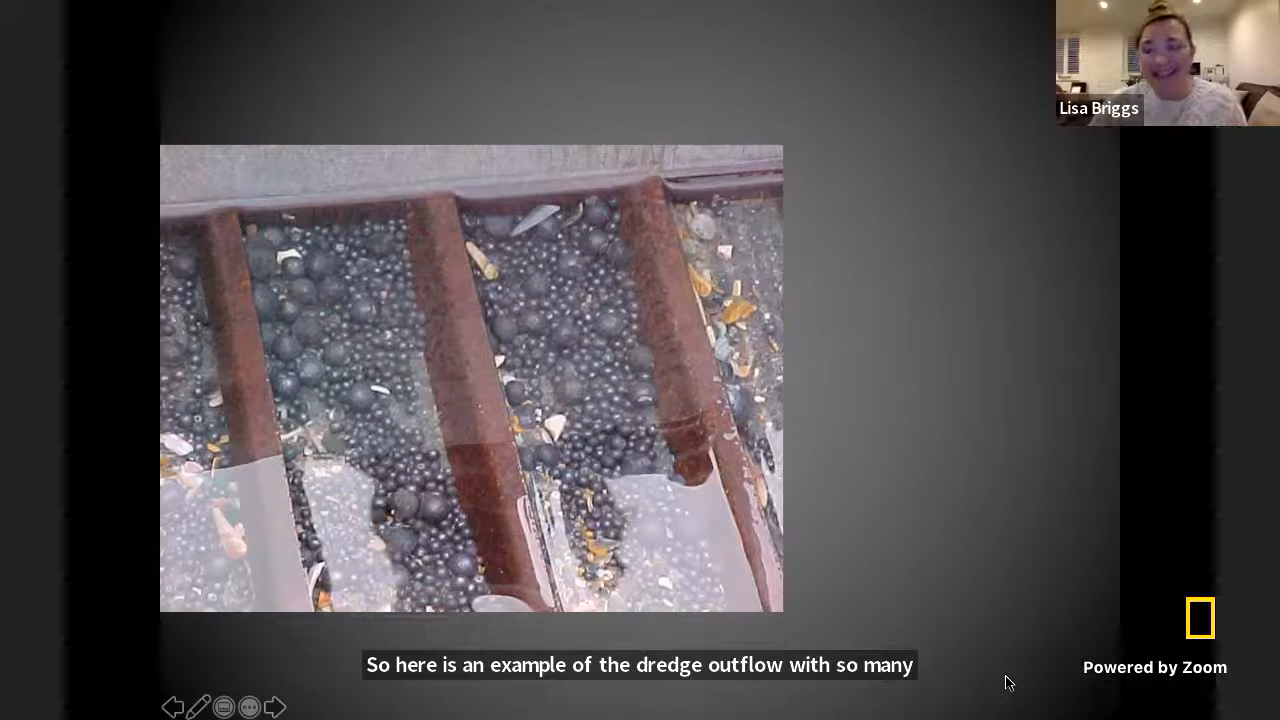 Lisa Briggs
So here is an example of the dredge outflow with so many
Powered by Zoom